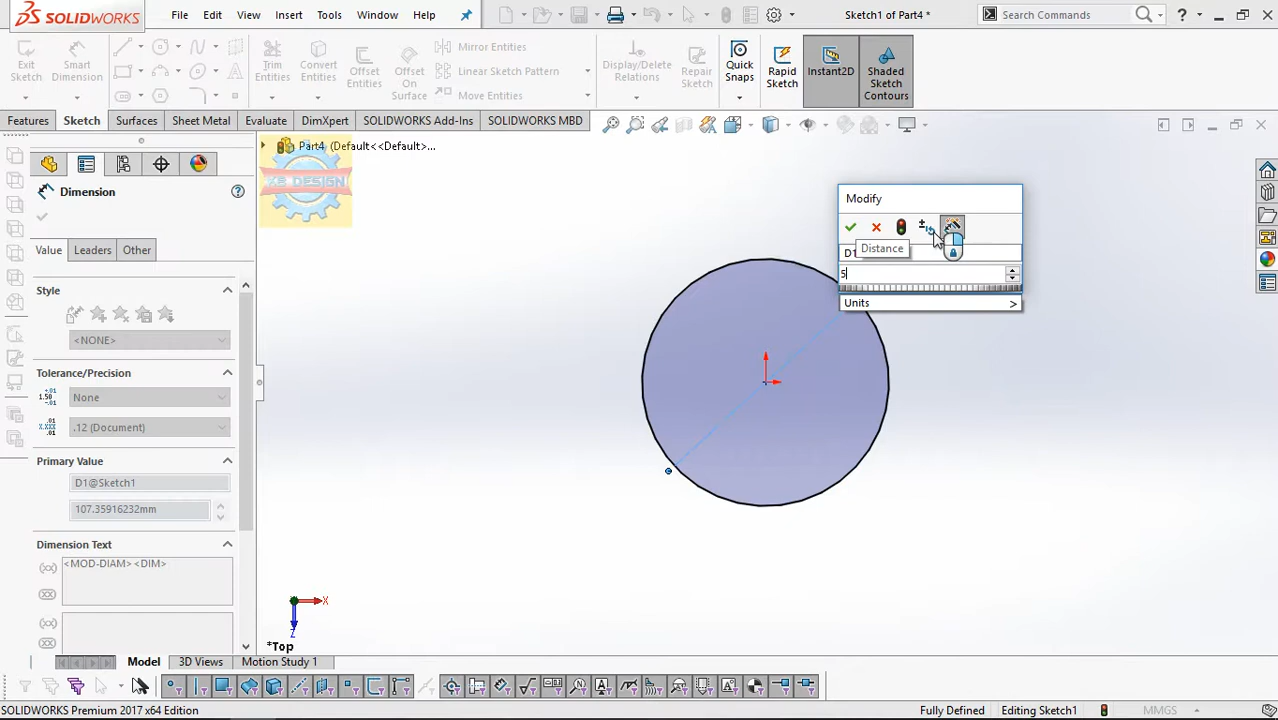 SOLIDWORKS
File
Edit
View
Insert
Tools
Window
Help
Sketch1 of Part4 *
Search Commands
Exit Sketch
Smart Dimension
Trim Entities
Convert Entities
Offset Entities
Offset On Surface
Mirror Entities
Linear Sketch Pattern
Move Entities
Display/Delete Relations
Repair Sketch
Quick Snaps
Rapid Sketch
Instant2D
Shaded Sketch Contours
Features
Sketch
Surfaces
Sheet Metal
Evaluate
DimXpert
SOLIDWORKS Add-Ins
SOLIDWORKS MBD
Part4 (Default<<Default>...
Dimension
Value
Leaders
Other
Style
<NONE>
Tolerance/Precision
None
.12 (Document)
Primary Value
D1@Sketch1
107.35916232mm
Dimension Text
<MOD-DIAM><DIM>
Modify
D1
Distance
5
Units
X
Z
*Top
Model
3D Views
Motion Study 1
SOLIDWORKS Premium 2017 x64 Edition
Fully Defined
Editing Sketch1
MMGS